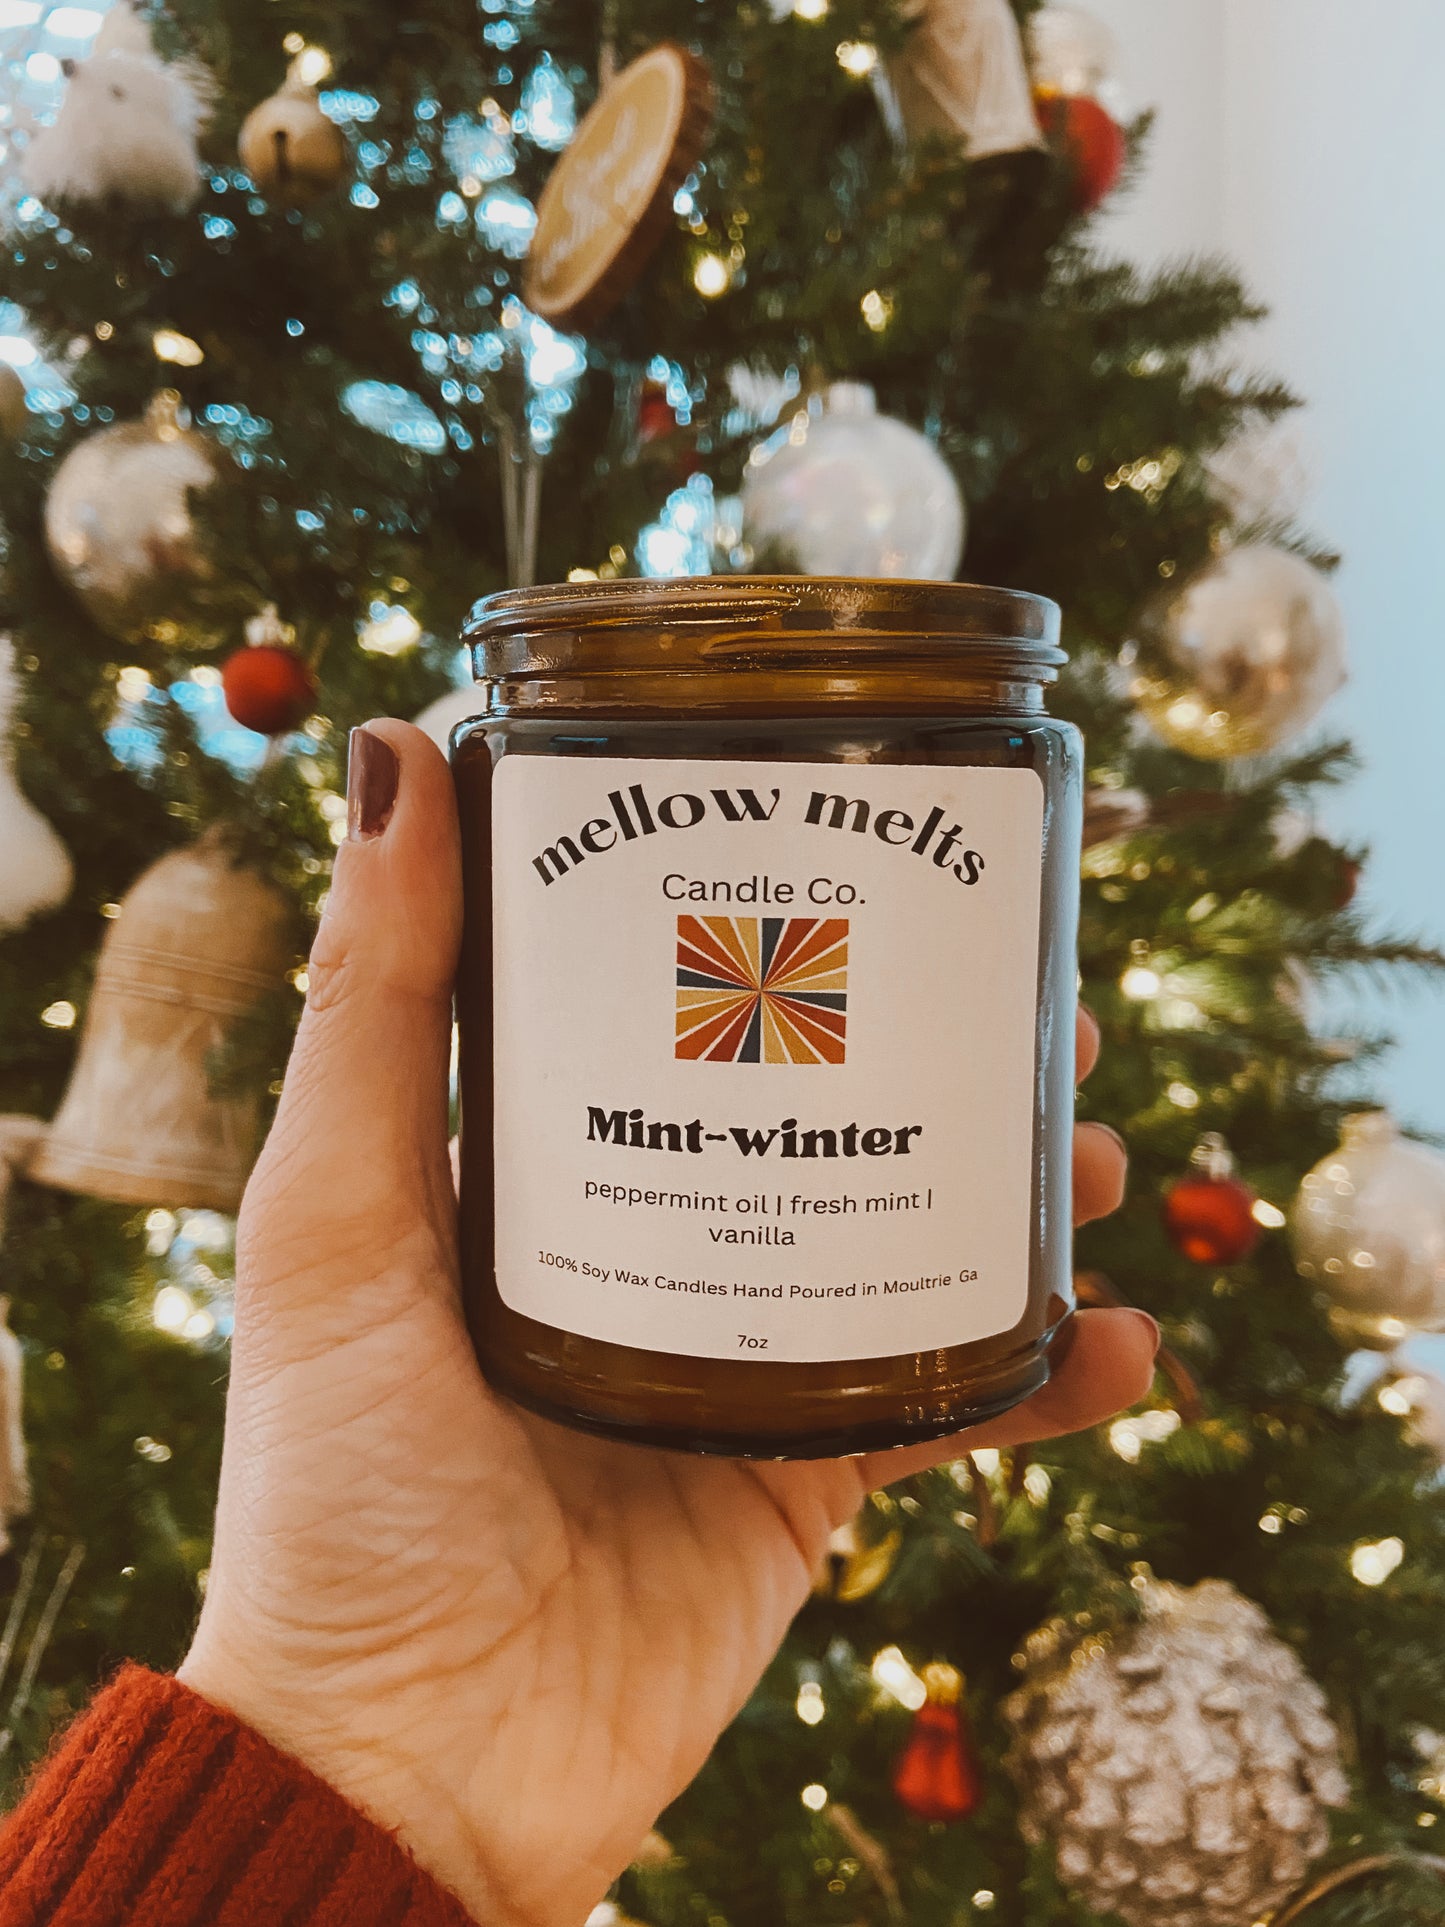 mellow melts
Candle Co.
Mint-winter
peppermint oil | fresh mint |
vanilla
100% Soy Wax Candles Hand Poured in Moultrie Ga
7oz